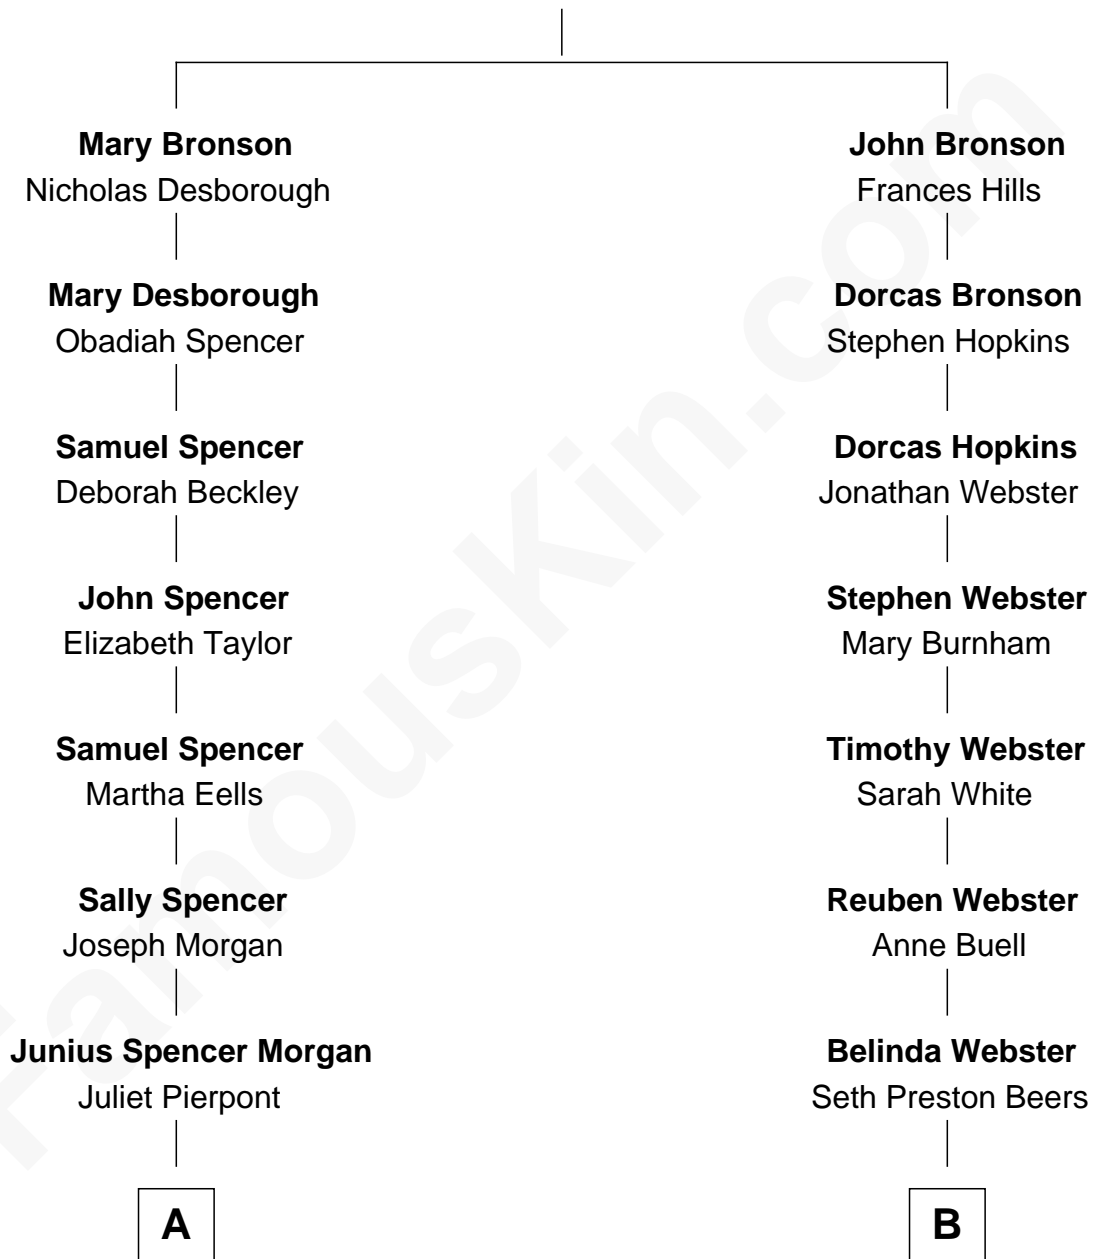 Mary Bronson
Nicholas Desborough
John Bronson
Frances Hills
Mary Desborough
Obadiah Spencer
Dorcas Bronson
Stephen Hopkins
Samuel Spencer
Deborah Beckley
Dorcas Hopkins
Jonathan Webster
John Spencer
Elizabeth Taylor
Stephen Webster
Mary Burnham
Samuel Spencer
Martha Eells
Timothy Webster
Sarah White
Sally Spencer
Joseph Morgan
Reuben Webster
Anne Buell
Junius Spencer Morgan
Juliet Pierpont
Belinda Webster
Seth Preston Beers
A
B
FamousKin.com